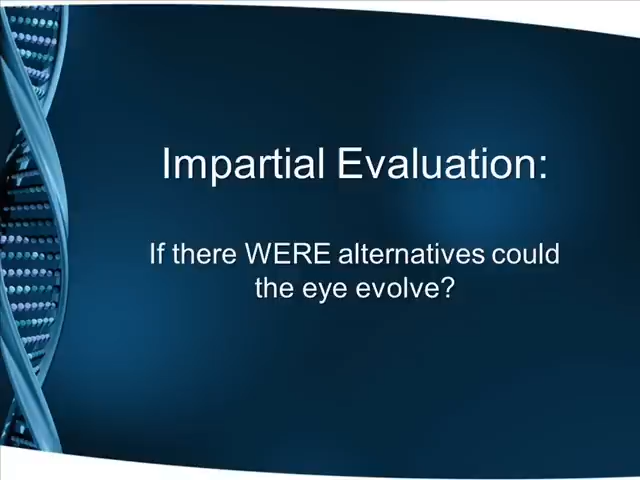 Impartial Evaluation:
If there WERE alternatives could
the eye evolve?